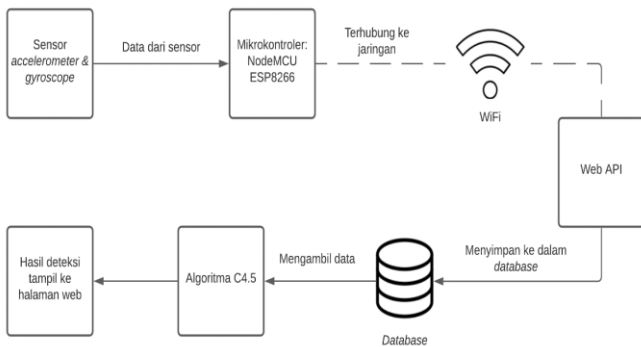 Sensor
accelerometer &
gyroscope
Data dari sensor
Mikrokontroler:
NodeMCU
ESP8266
Terhubung ke
jaringan
WiFi
Web API
Menyimpan ke dalam
database
Database
Mengambil data
Algoritma C4.5
Hasil deteksi
tampil ke
halaman web